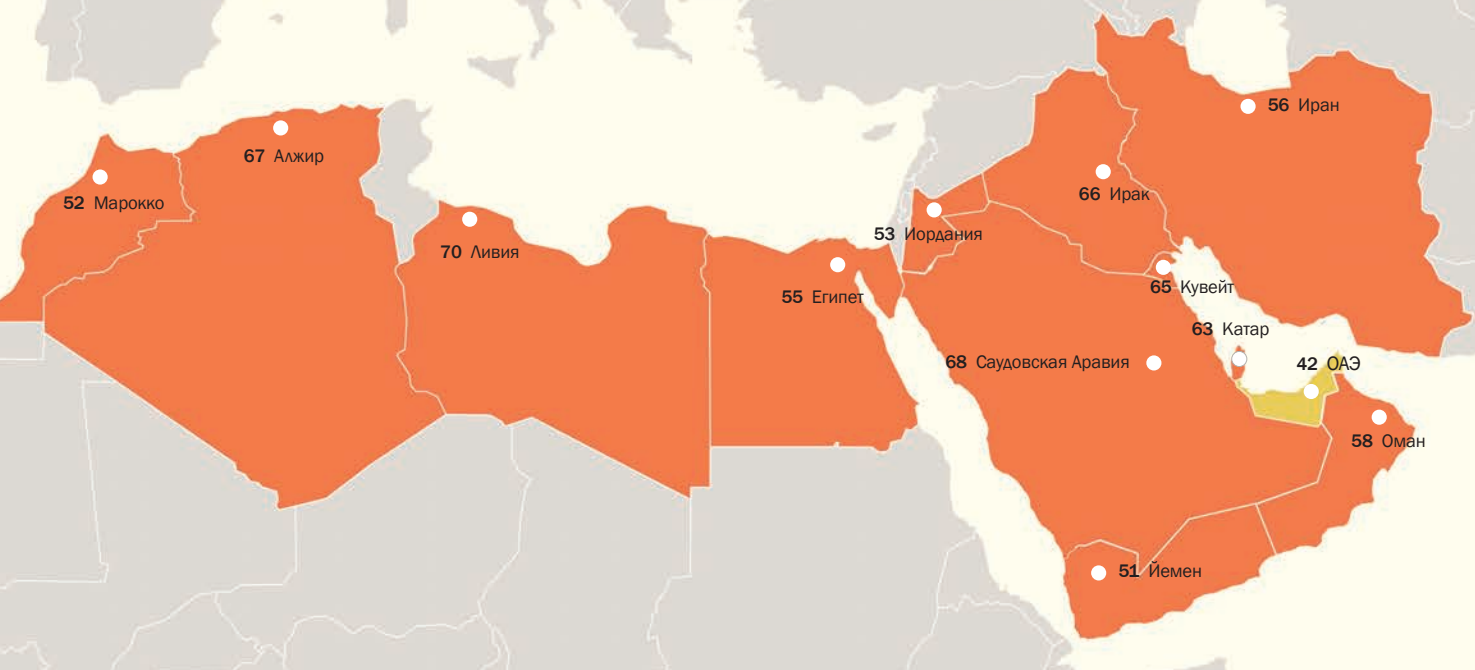 56 Иран
67 Алжир
66 Ирак
52 Марокко
53 Иордания
70 Ливия
65 Кувейт
55 Египет
63 Катар
68 Саудовская Аравия
42 ОАЭ
58 Оман
51 Йемен